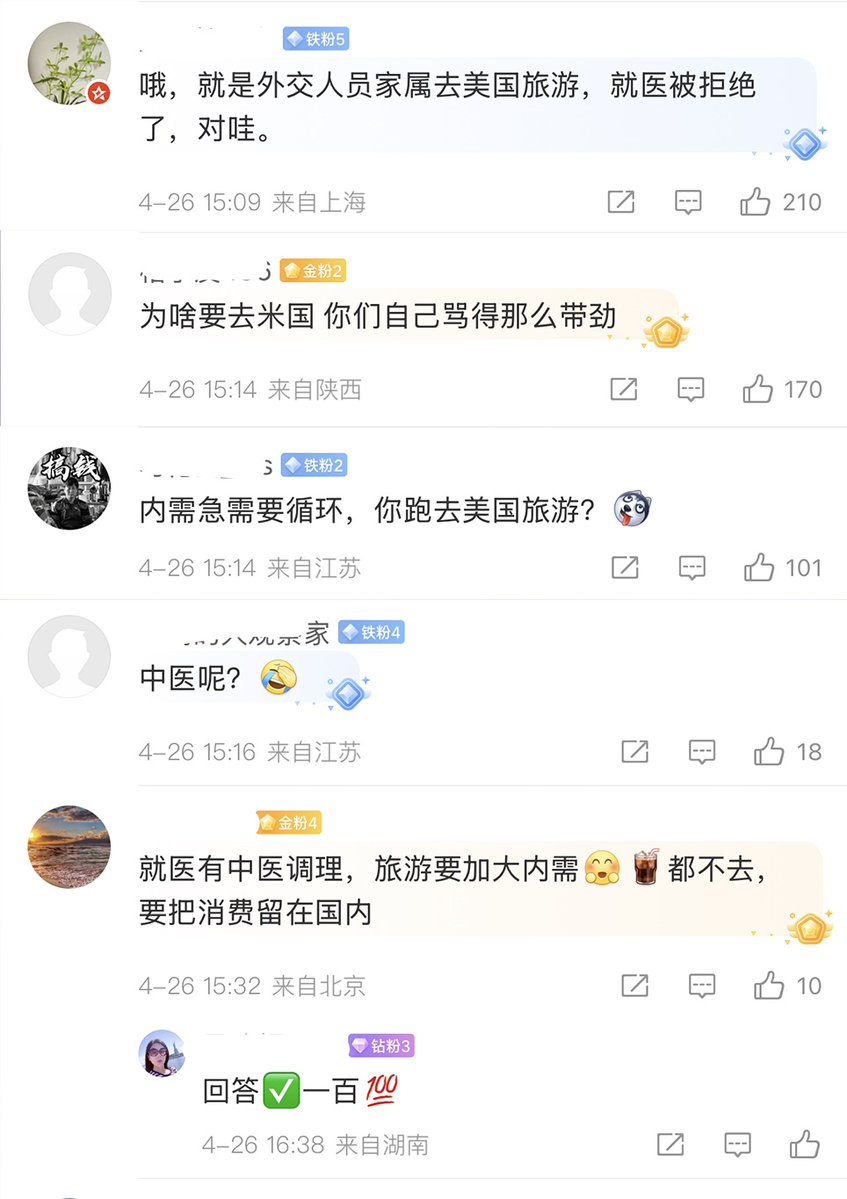 铁粉5
哦，就是外交人员家属去美国旅游，就医被拒绝
了，对哇。
4-26 15:09 来自上海
210
金粉2
为啥要去米国 你们自己骂得那么带劲
4-26 15:14 来自陕西
170
搞钱
s 铁粉2
内需急需要循环，你跑去美国旅游？
4-26 15:14 来自江苏
101
家 铁粉4
中医呢？🤣
4-26 15:16 来自江苏
18
金粉4
就医有中医调理，旅游要加大内需🤗🥤都不去，
要把消费留在国内
4-26 15:32 来自北京
10
钻粉3
回答✅一百💯
4-26 16:38 来自湖南